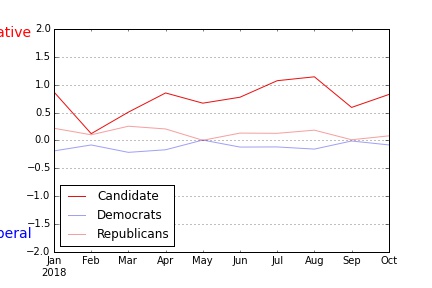 2.0
ative
1.5
1.0
0.5
0.0
−0.5
−1.0
Candidate
Democrats
−1.5
peral
Republicans
−2.0
Jan Feb Mar Apr May Jun Jul Aug Sep Oct
2018